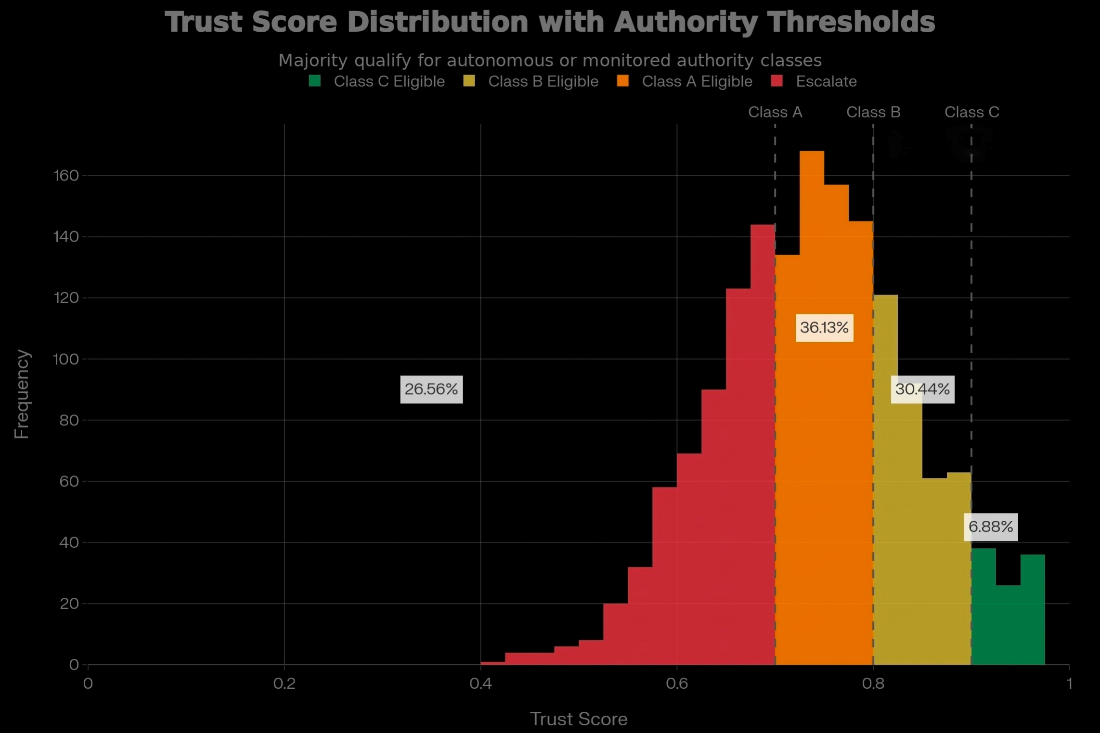 Trust Score Distribution with Authority Thresholds
Majority qualify for autonomous or monitored authority classes
Class C Eligible Class B Eligible Class A Eligible Escalate
Class A Class B Class C
160
140
120
100
80
60
40
20
0
Frequency
26.56%
36.13%
30.44%
6.88%
0 0.2 0.4 0.6 0.8 1
Trust Score